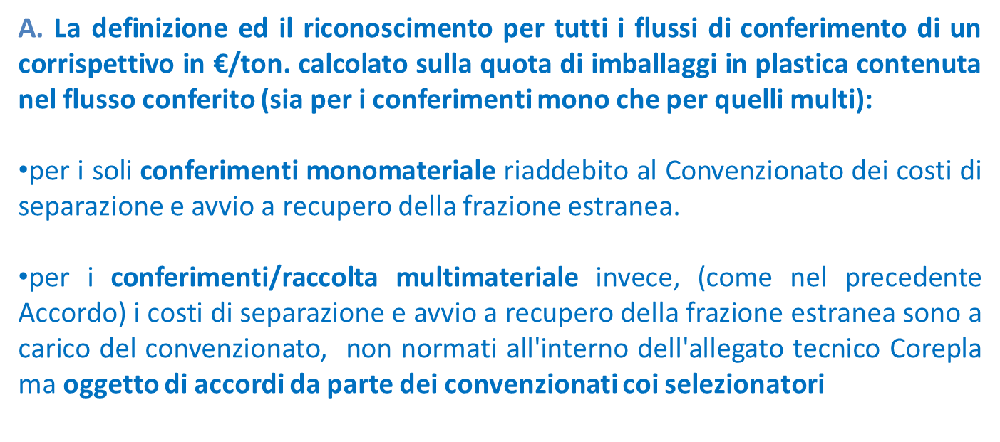 A. La definizione ed il riconoscimento per tutti i flussi di conferimento di un
corrispettivo in €/ton. calcolato sulla quota di imballaggi in plastica contenuta
nel flusso conferito (sia per i conferimenti mono che per quelli multi):
•per i soli conferimenti monomateriale riaddebito al Convenzionato dei costi di
separazione e avvio a recupero della frazione estranea.
•per i conferimenti/raccolta multimateriale invece, (come nel precedente
Accordo) i costi di separazione e avvio a recupero della frazione estranea sono a
carico del convenzionato, non normati all'interno dell'allegato tecnico Corepla
ma oggetto di accordi da parte dei convenzionati coi selezionatori